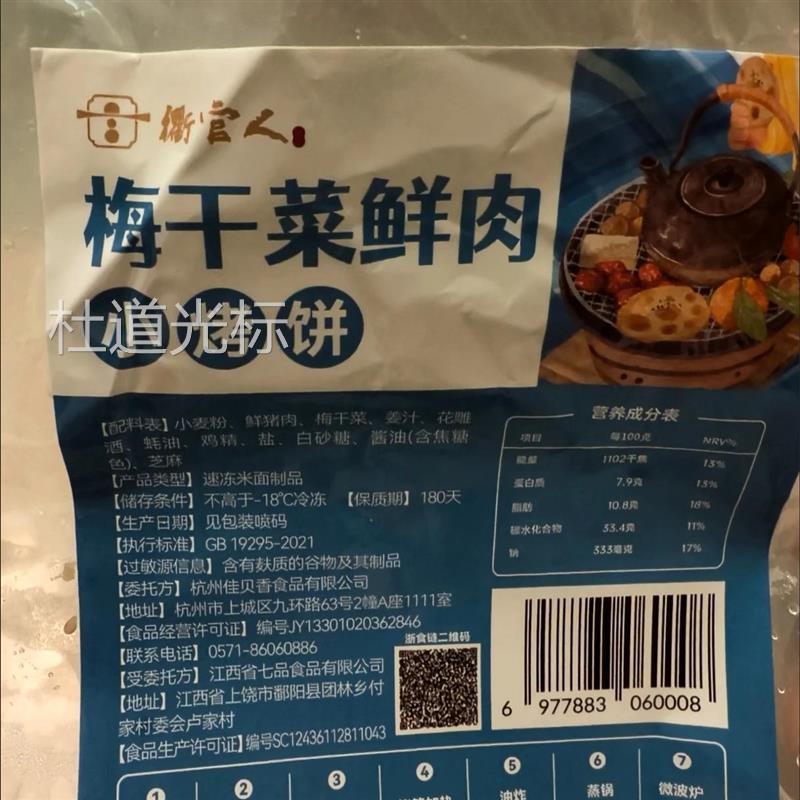 衢官人
梅干菜鲜肉
小烤饼
杜道光标
【配料表】小麦粉、鲜猪肉、梅干菜、姜汁、花雕
酒、蚝油、鸡精、盐、白砂糖、酱油(含焦糖
色)、芝麻
【产品类型】速冻米面制品
【储存条件】不高于-18℃冷冻 【保质期】180天
【生产日期】见包装喷码
【执行标准】GB 19295-2021
【过敏源信息】含有麸质的谷物及其制品
【委托方】杭州佳贝香食品有限公司
【地址】杭州市上城区九环路63号2幢A座1111室
【食品经营许可证】编号JY13301020362846
【联系电话】0571-86060886
【受委托方】江西省七品食品有限公司
【地址】江西省上饶市鄱阳县团林乡付
家村委会卢家村
【食品生产许可证】编号SC12436112811043
营养成分表
项目 每100克 NRV%
能量 1102千焦 13%
蛋白质 7.9克 13%
脂肪 10.8克 18%
碳水化合物 33.4克 11%
钠 333毫克 17%
浙食链二维码
6 977883 060008
1 2 3 4 5 6 7
油炸 蒸锅 微波炉